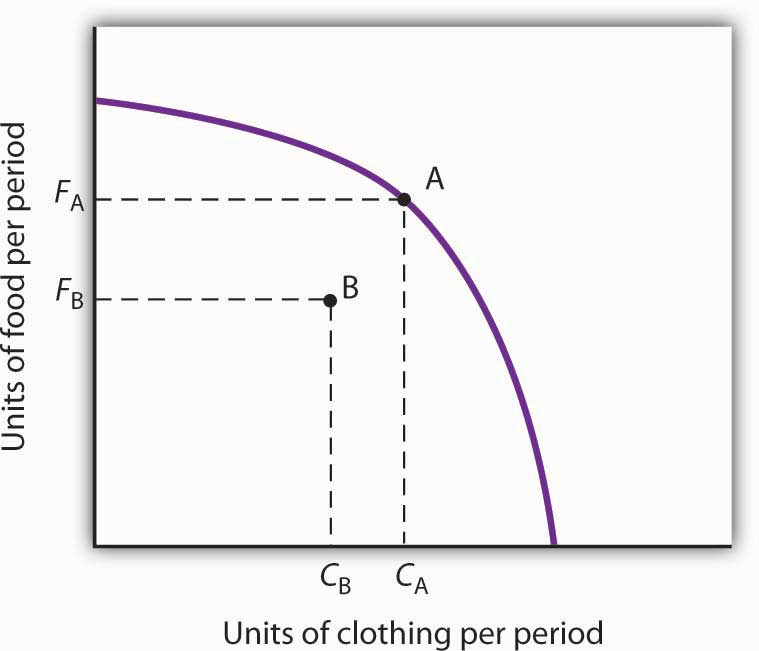 Units of food per period
F_A
A
F_B
B
C_B
C_A
Units of clothing per period